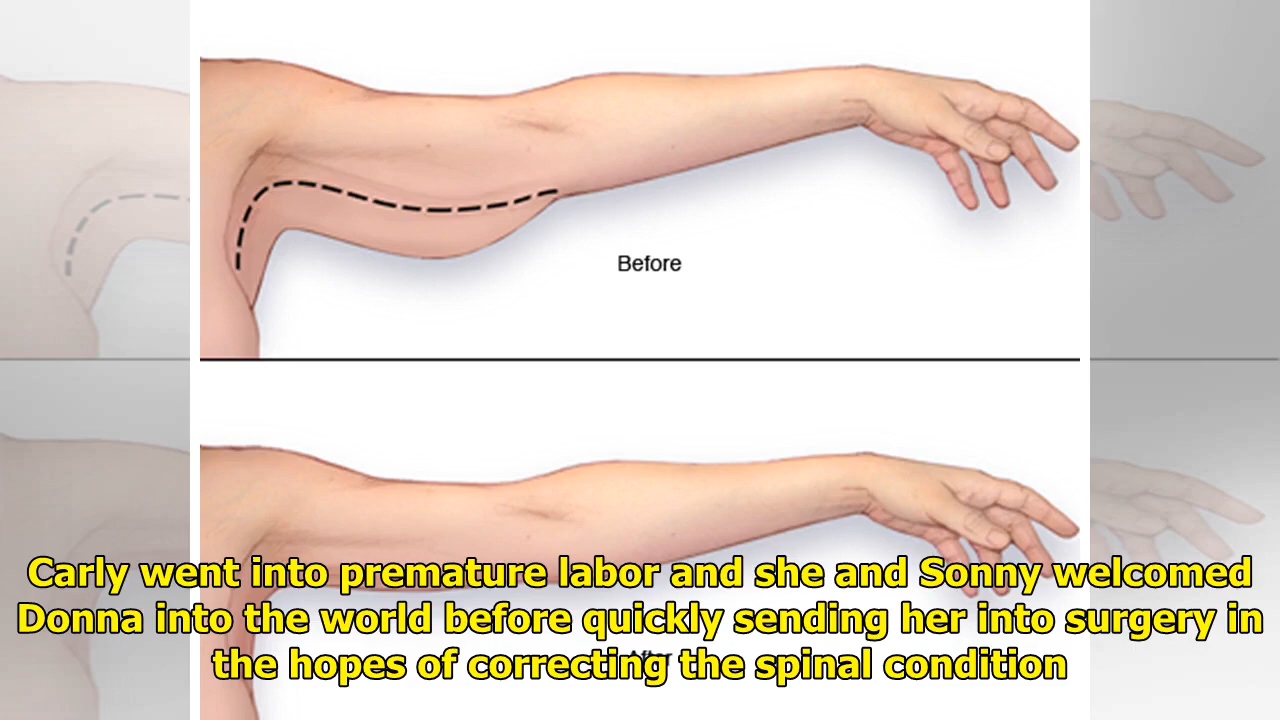 Before
Carly went into premature labor and she and Sonny welcomed
Donna into the world before quickly sending her into surgery in
After
the hopes of correcting the spinal condition